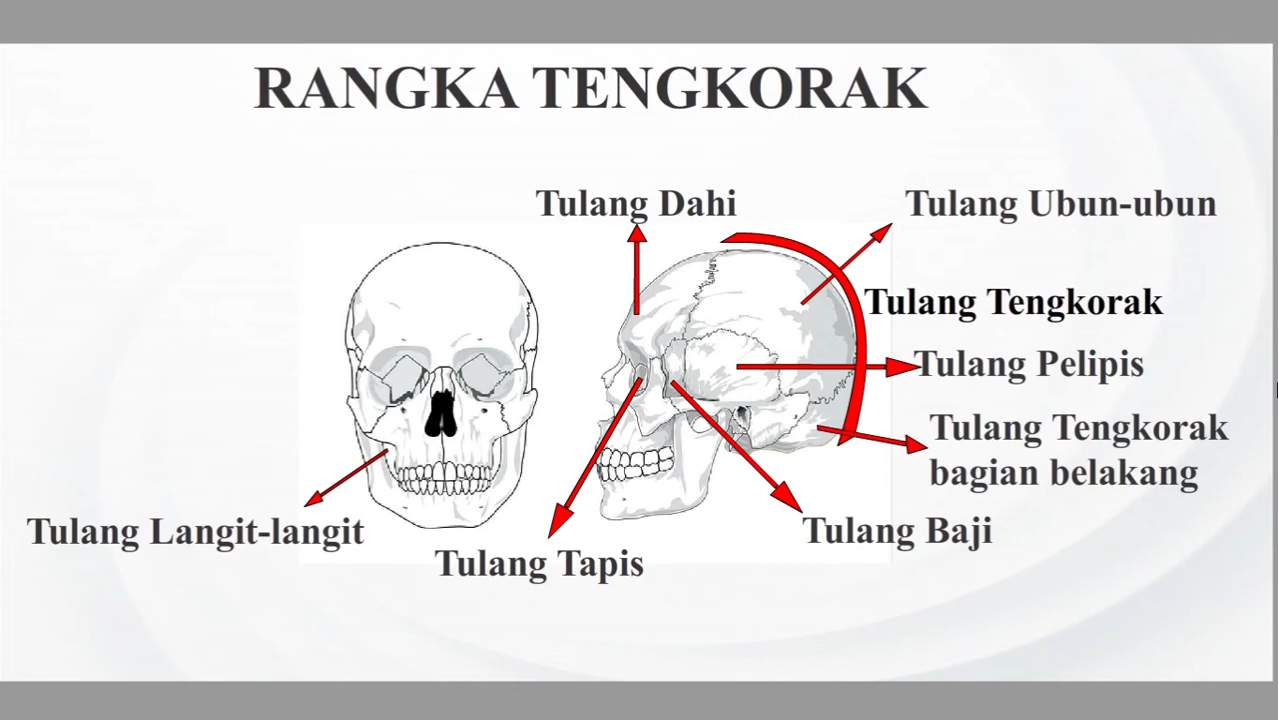 RANGKA TENGKORAK
Tulang Dahi
Tulang Ubun-ubun
Tulang Tengkorak
Tulang Pelipis
Tulang Tengkorak
bagian belakang
Tulang Langit-langit
Tulang Baji
Tulang Tapis